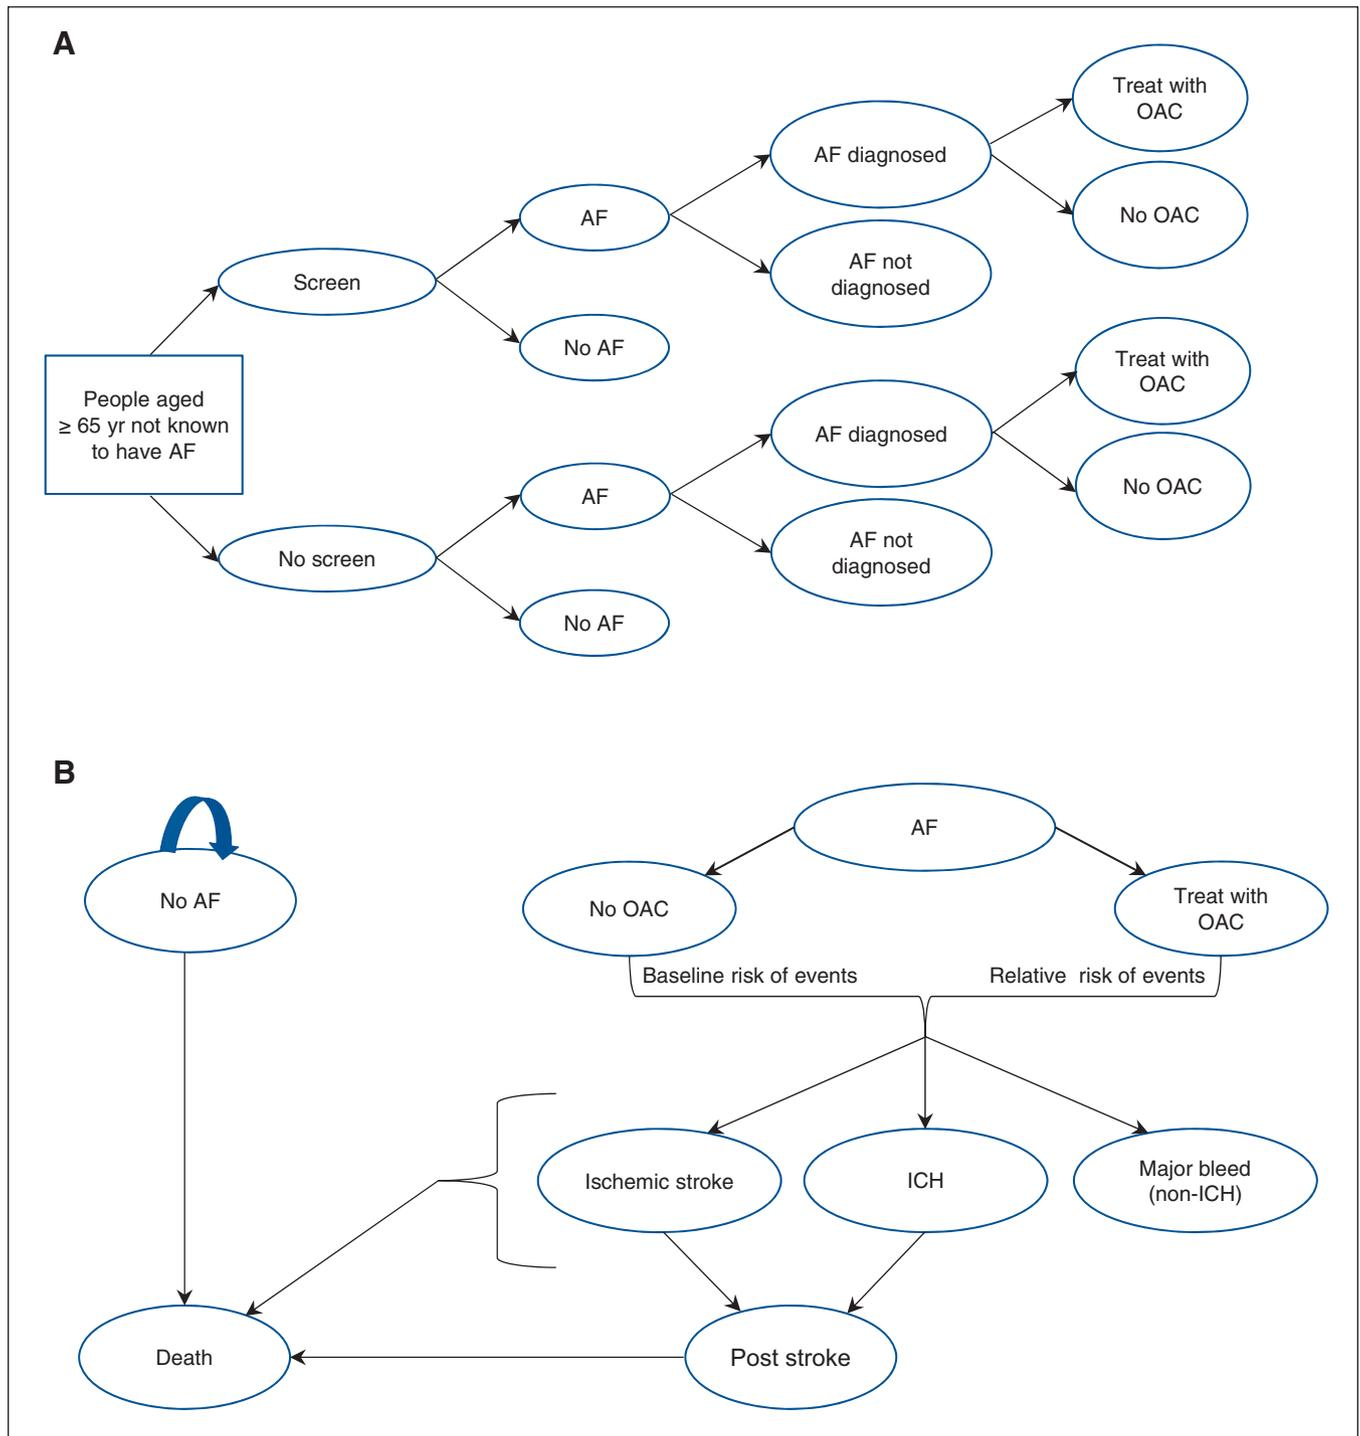 A
Treat with
OAC
AF diagnosed
No OAC
AF
AF not
diagnosed
Screen
No AF
People aged
≥ 65 yr not known
to have AF
Treat with
OAC
AF diagnosed
No OAC
AF
AF not
diagnosed
No screen
No AF
B
AF
No AF
No OAC
Treat with
OAC
Baseline risk of events
Relative risk of events
Ischemic stroke
ICH
Major bleed
(non-ICH)
Death
Post stroke